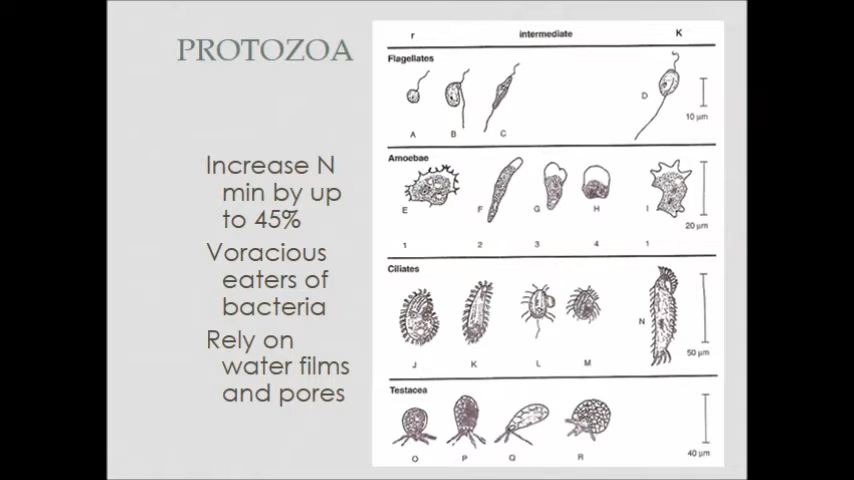 PROTOZOA
Increase N
min by up
to 45%
Voracious
eaters of
bacteria
Rely on
water films
and pores
r intermediate K
Flagellates
A B C D
10 µm
Amoebae
E F G H I
20 µm
1 2 3 4 1
Ciliates
J K L M N
50 µm
Testacea
O P Q R
40 µm